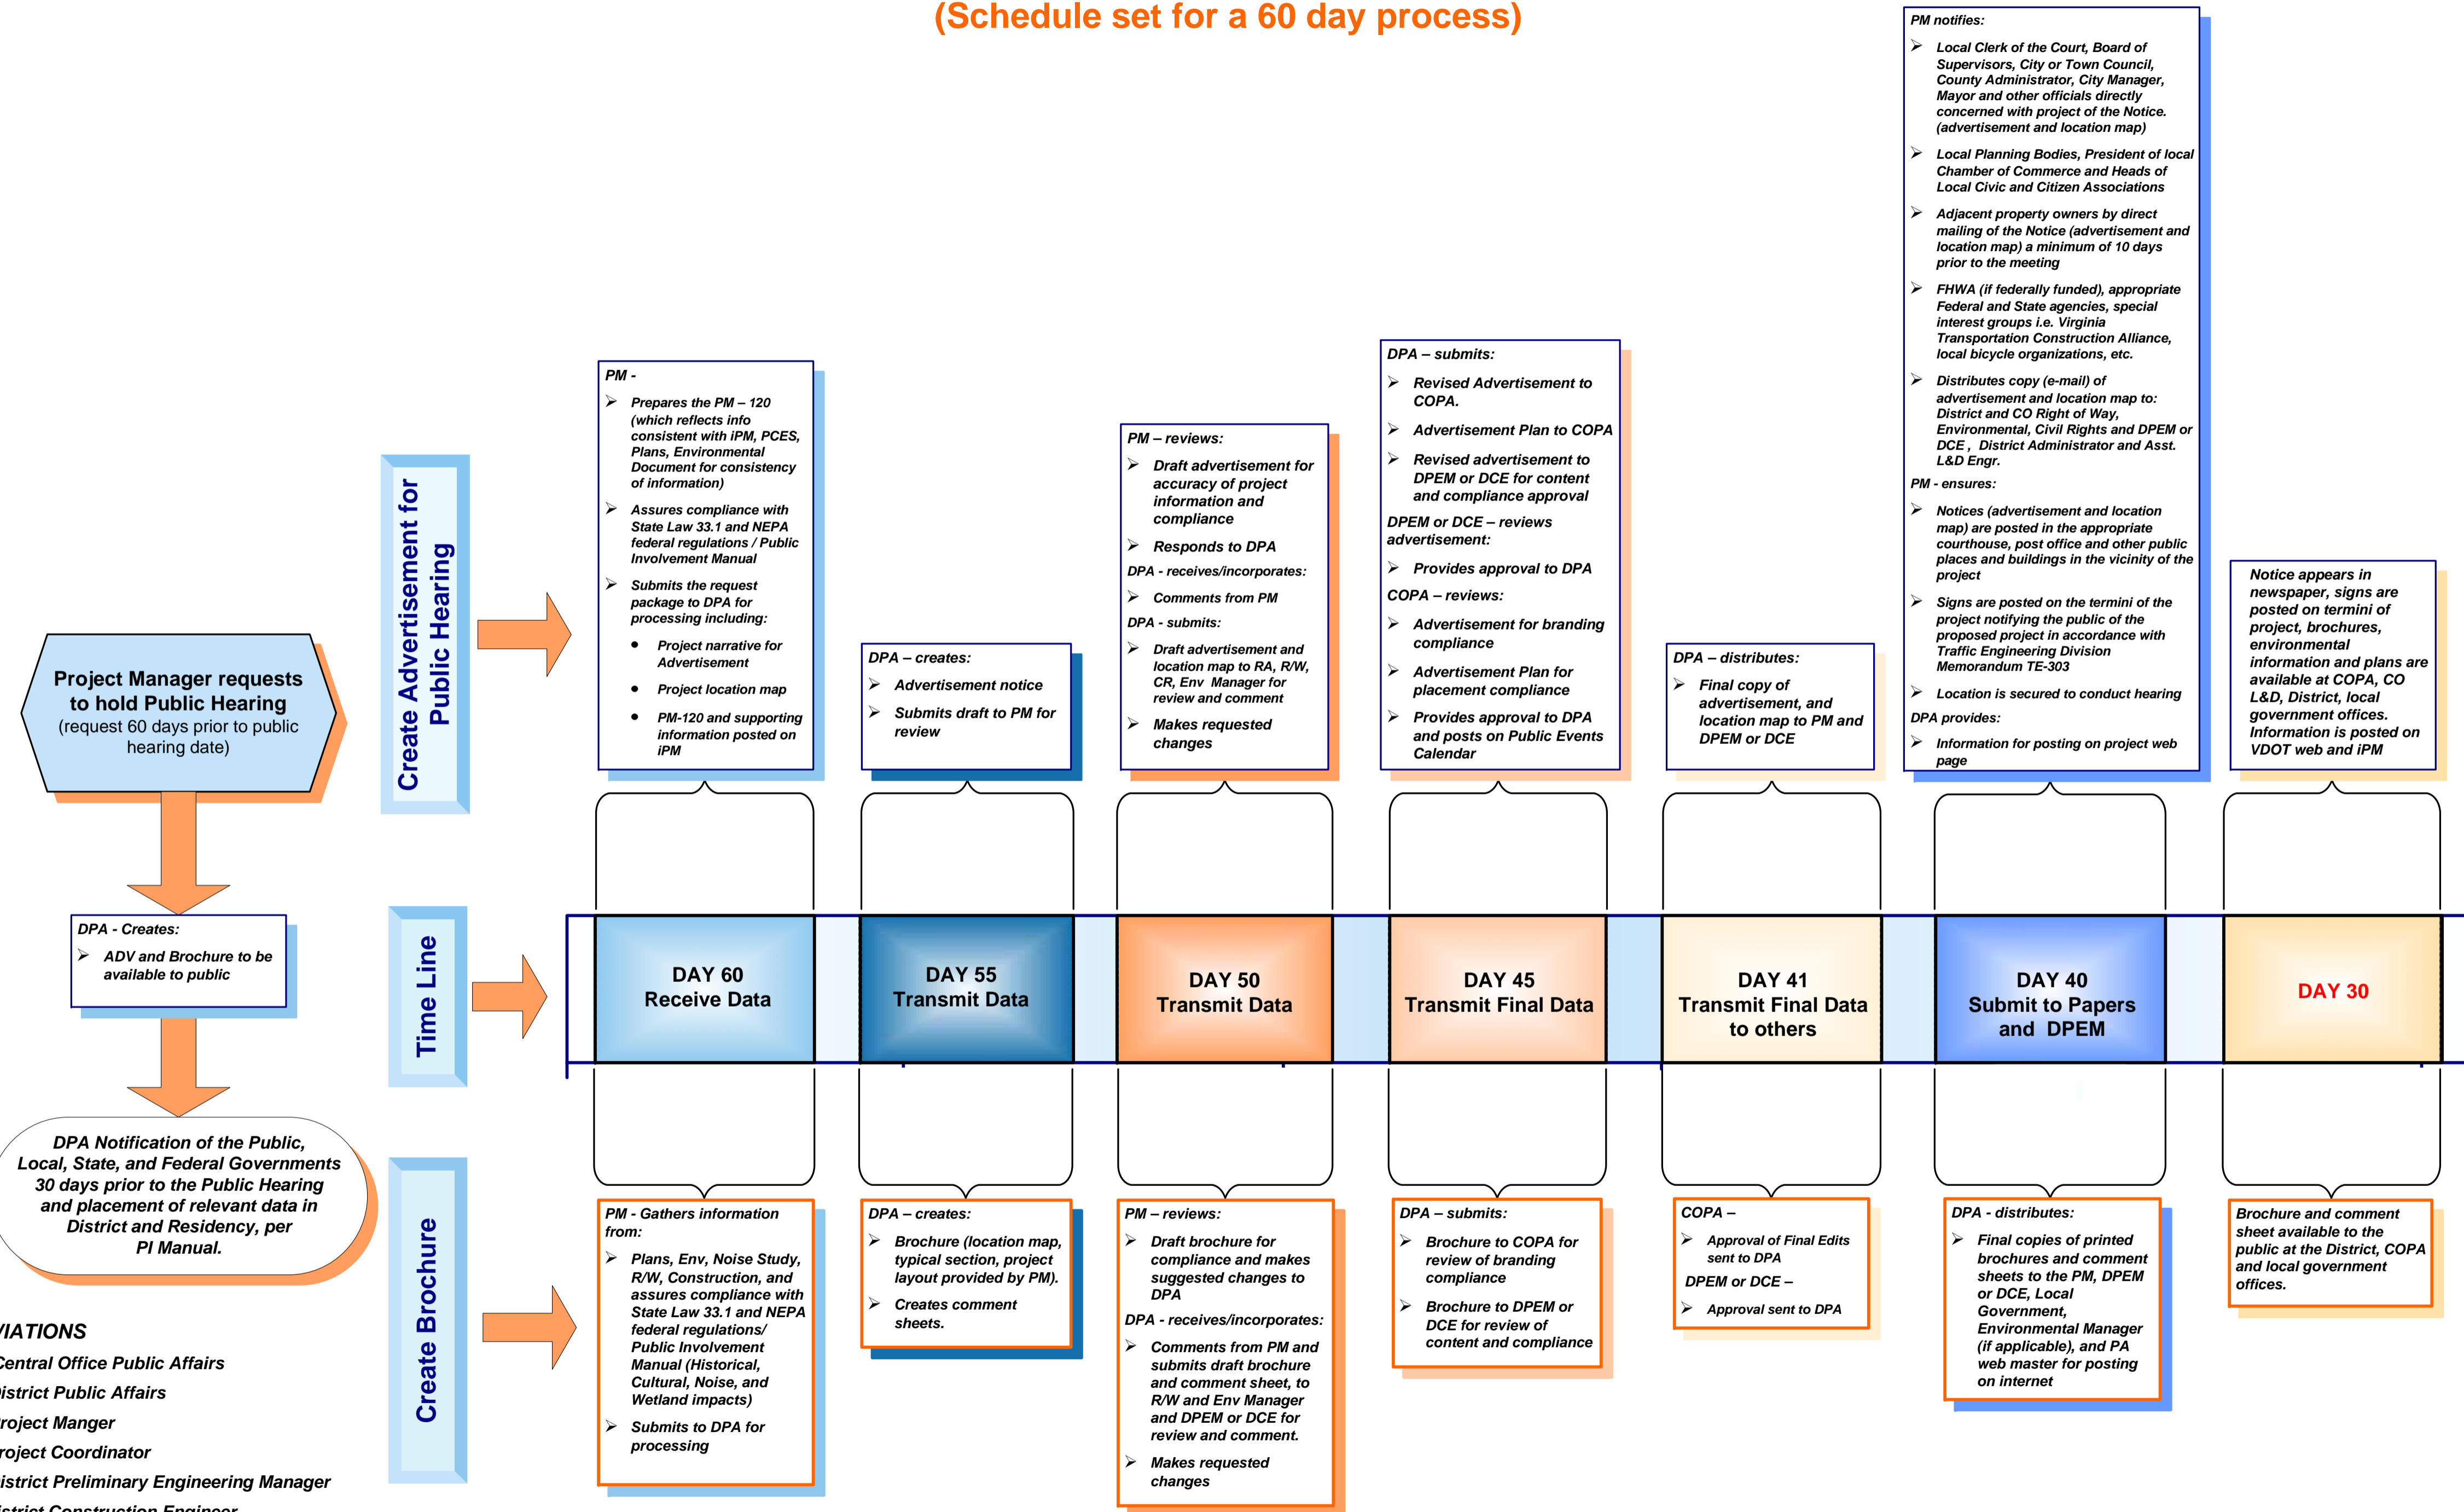 (Schedule set for a 60 day process)
Project Manager requests
to hold Public Hearing
(request 60 days prior to public
hearing date)
DPA - Creates:
➢ ADV and Brochure to be
available to public
DPA Notification of the Public,
Local, State, and Federal Governments
30 days prior to the Public Hearing
and placement of relevant data in
District and Residency, per
PI Manual.
Central Office Public Affairs
District Public Affairs
Project Manger
Project Coordinator
District Preliminary Engineering Manager
District Construction Engineer
Create Advertisement for
Public Hearing
PM -
➢ Prepares the PM – 120
(which reflects info
consistent with iPM, PCES,
Plans, Environmental
Document for consistency
of information)
➢ Assures compliance with
State Law 33.1 and NEPA
federal regulations / Public
Involvement Manual
➢ Submits the request
package to DPA for
processing including:
• Project narrative for
Advertisement
• Project location map
• PM-120 and supporting
information posted on
iPM
DPA – creates:
➢ Advertisement notice
➢ Submits draft to PM for
review
PM – reviews:
➢ Draft advertisement for
accuracy of project
information and
compliance
➢ Responds to DPA
DPA - receives/incorporates:
➢ Comments from PM
DPA - submits:
➢ Draft advertisement and
location map to RA, R/W,
CR, Env Manager for
review and comment
➢ Makes requested
changes
DPA – submits:
➢ Revised Advertisement to
COPA.
➢ Advertisement Plan to COPA
➢ Revised advertisement to
DPEM or DCE for content
and compliance approval
DPEM or DCE – reviews
advertisement:
➢ Provides approval to DPA
COPA – reviews:
➢ Advertisement for branding
compliance
➢ Advertisement Plan for
placement compliance
➢ Provides approval to DPA
and posts on Public Events
Calendar
DPA – distributes:
➢ Final copy of
advertisement, and
location map to PM and
DPEM or DCE
PM notifies:
➢ Local Clerk of the Court, Board of
Supervisors, City or Town Council,
County Administrator, City Manager,
Mayor and other officials directly
concerned with project of the Notice.
(advertisement and location map)
➢ Local Planning Bodies, President of local
Chamber of Commerce and Heads of
Local Civic and Citizen Associations
➢ Adjacent property owners by direct
mailing of the Notice (advertisement and
location map) a minimum of 10 days
prior to the meeting
➢ FHWA (if federally funded), appropriate
Federal and State agencies, special
interest groups i.e. Virginia
Transportation Construction Alliance,
local bicycle organizations, etc.
➢ Distributes copy (e-mail) of
advertisement and location map to:
District and CO Right of Way,
Environmental, Civil Rights and DPEM or
DCE , District Administrator and Asst.
L&D Engr.
PM - ensures:
➢ Notices (advertisement and location
map) are posted in the appropriate
courthouse, post office and other public
places and buildings in the vicinity of the
project
➢ Signs are posted on the termini of the
project notifying the public of the
proposed project in accordance with
Traffic Engineering Division
Memorandum TE-303
➢ Location is secured to conduct hearing
DPA provides:
➢ Information for posting on project web
page
Notice appears in
newspaper, signs are
posted on termini of
project, brochures,
environmental
information and plans are
available at COPA, CO
L&D, District, local
government offices.
Information is posted on
VDOT web and iPM
Time Line
DAY 60
Receive Data
DAY 55
Transmit Data
DAY 50
Transmit Data
DAY 45
Transmit Final Data
DAY 41
Transmit Final Data
to others
DAY 40
Submit to Papers
and DPEM
DAY 30
Create Brochure
PM - Gathers information
from:
➢ Plans, Env, Noise Study,
R/W, Construction, and
assures compliance with
State Law 33.1 and NEPA
federal regulations/
Public Involvement
Manual (Historical,
Cultural, Noise, and
Wetland impacts)
➢ Submits to DPA for
processing
DPA – creates:
➢ Brochure (location map,
typical section, project
layout provided by PM).
➢ Creates comment
sheets.
PM – reviews:
➢ Draft brochure for
compliance and makes
suggested changes to
DPA
DPA - receives/incorporates:
➢ Comments from PM and
submits draft brochure
and comment sheet, to
R/W and Env Manager
and DPEM or DCE for
review and comment.
➢ Makes requested
changes
DPA – submits:
➢ Brochure to COPA for
review of branding
compliance
➢ Brochure to DPEM or
DCE for review of
content and compliance
COPA –
➢ Approval of Final Edits
sent to DPA
DPEM or DCE –
➢ Approval sent to DPA
DPA - distributes:
➢ Final copies of printed
brochures and comment
sheets to the PM, DPEM
or DCE, Local
Government,
Environmental Manager
(if applicable), and PA
web master for posting
on internet
Brochure and comment
sheet available to the
public at the District, COPA
and local government
offices.